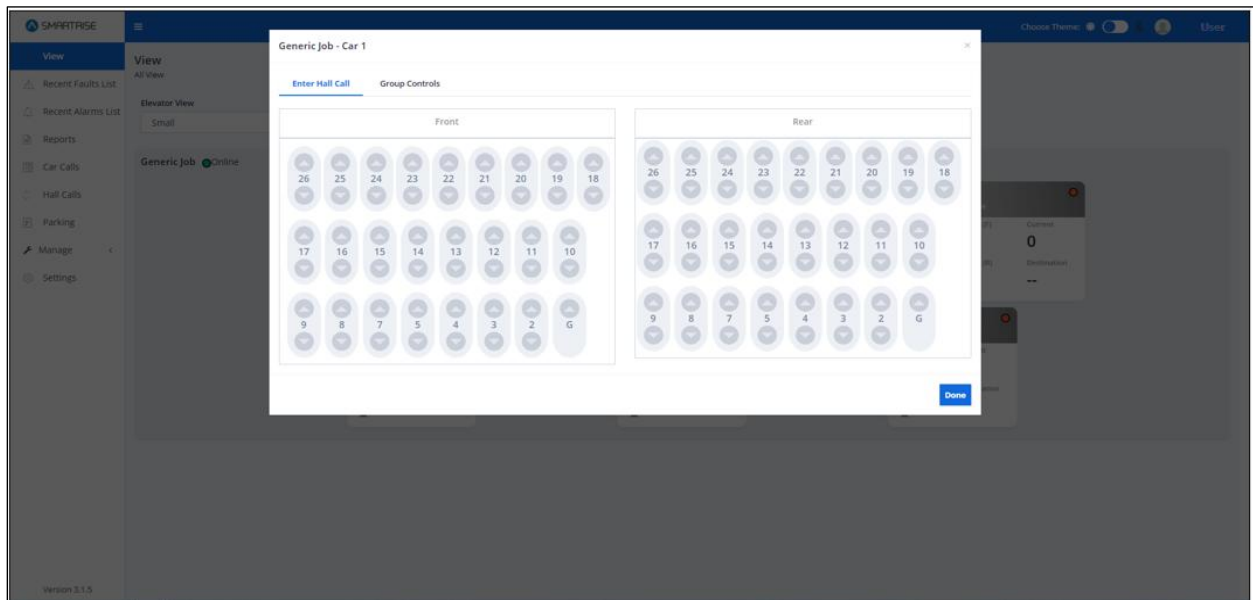 SMARTRISE
Choose Theme:
User
View
Recent Faults List
Recent Alarms List
Reports
Car Calls
Hall Calls
Parking
Manage
Settings
Version 3.1.5
View
All View
Elevator View
Small
Generic Job Online
Generic Job - Car 1
×
Enter Hall Call Group Controls
Front
26 25 24 23 22 21 20 19 18
17 16 15 14 13 12 11 10
9 8 7 5 4 3 2 G
Rear
26 25 24 23 22 21 20 19 18
17 16 15 14 13 12 11 10
9 8 7 5 4 3 2 G
Done
Current
0
Destination
--